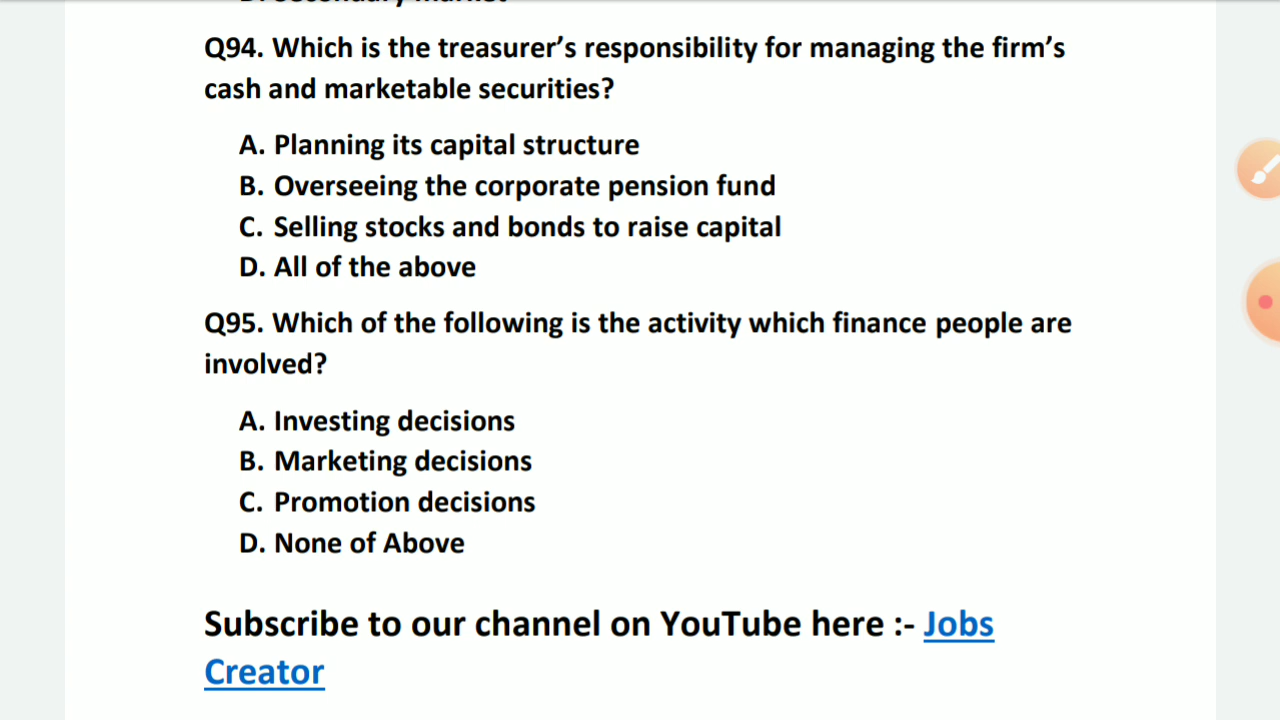 Q94. Which is the treasurer’s responsibility for managing the firm’s
cash and marketable securities?
A. Planning its capital structure
B. Overseeing the corporate pension fund
C. Selling stocks and bonds to raise capital
D. All of the above
Q95. Which of the following is the activity which finance people are
involved?
A. Investing decisions
B. Marketing decisions
C. Promotion decisions
D. None of Above
Subscribe to our channel on YouTube here :- Jobs
Creator